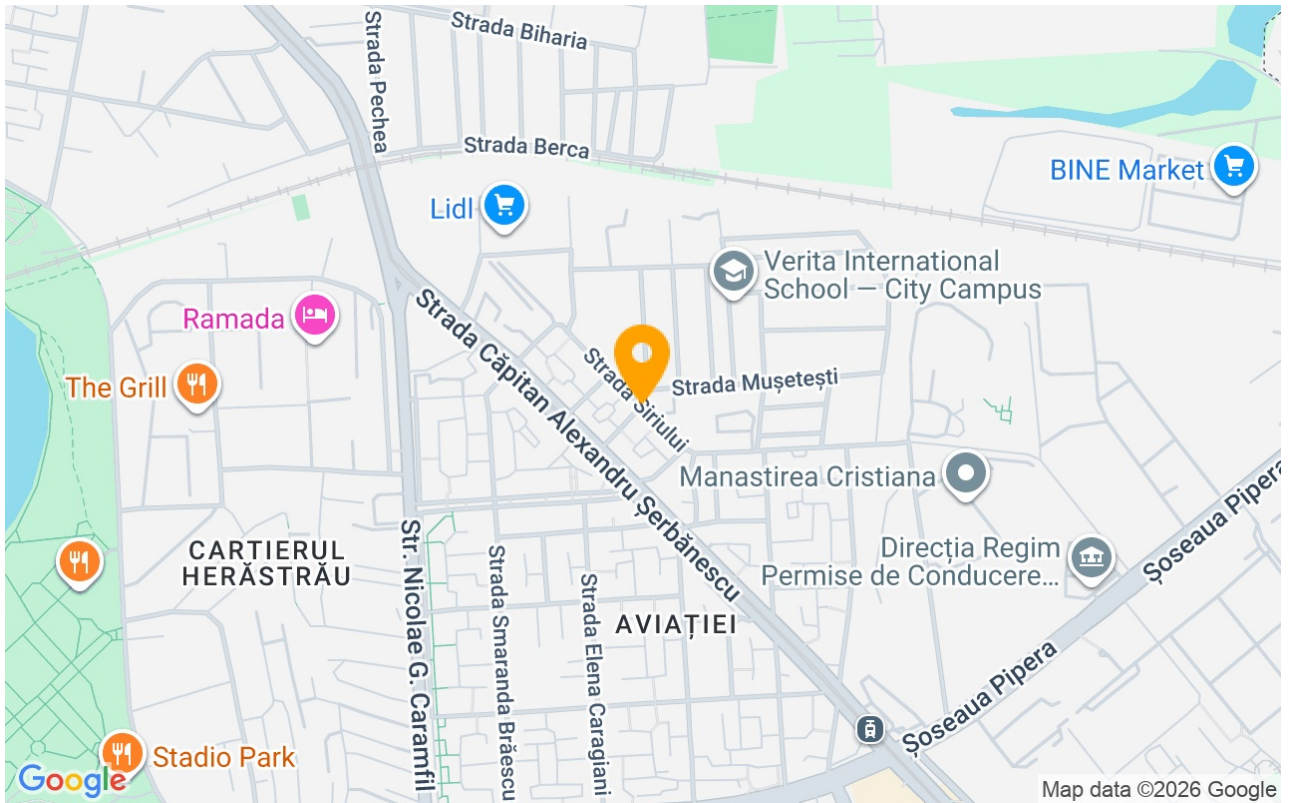 Strada Biharia
Strada Pechea
Strada Berca
BINE Market
Lidl
Verita International
School — City Campus
Ramada
Strada Căpitan Alexandru Șerbănescu
Strada Siriului
The Grill
Strada Mușetești
Manastirea Cristiana
Șoseaua Pipera
Str. Nicolae G. Caramfil
CARTIERUL
HERĂSTRĂU
Strada Smaranda Brăescu
Strada Elena Caragiani
Direcția Regim
Permise de Conducere...
AVIAȚIEI
Șoseaua Pipera
Stadio Park
Google
Map data ©2026 Google